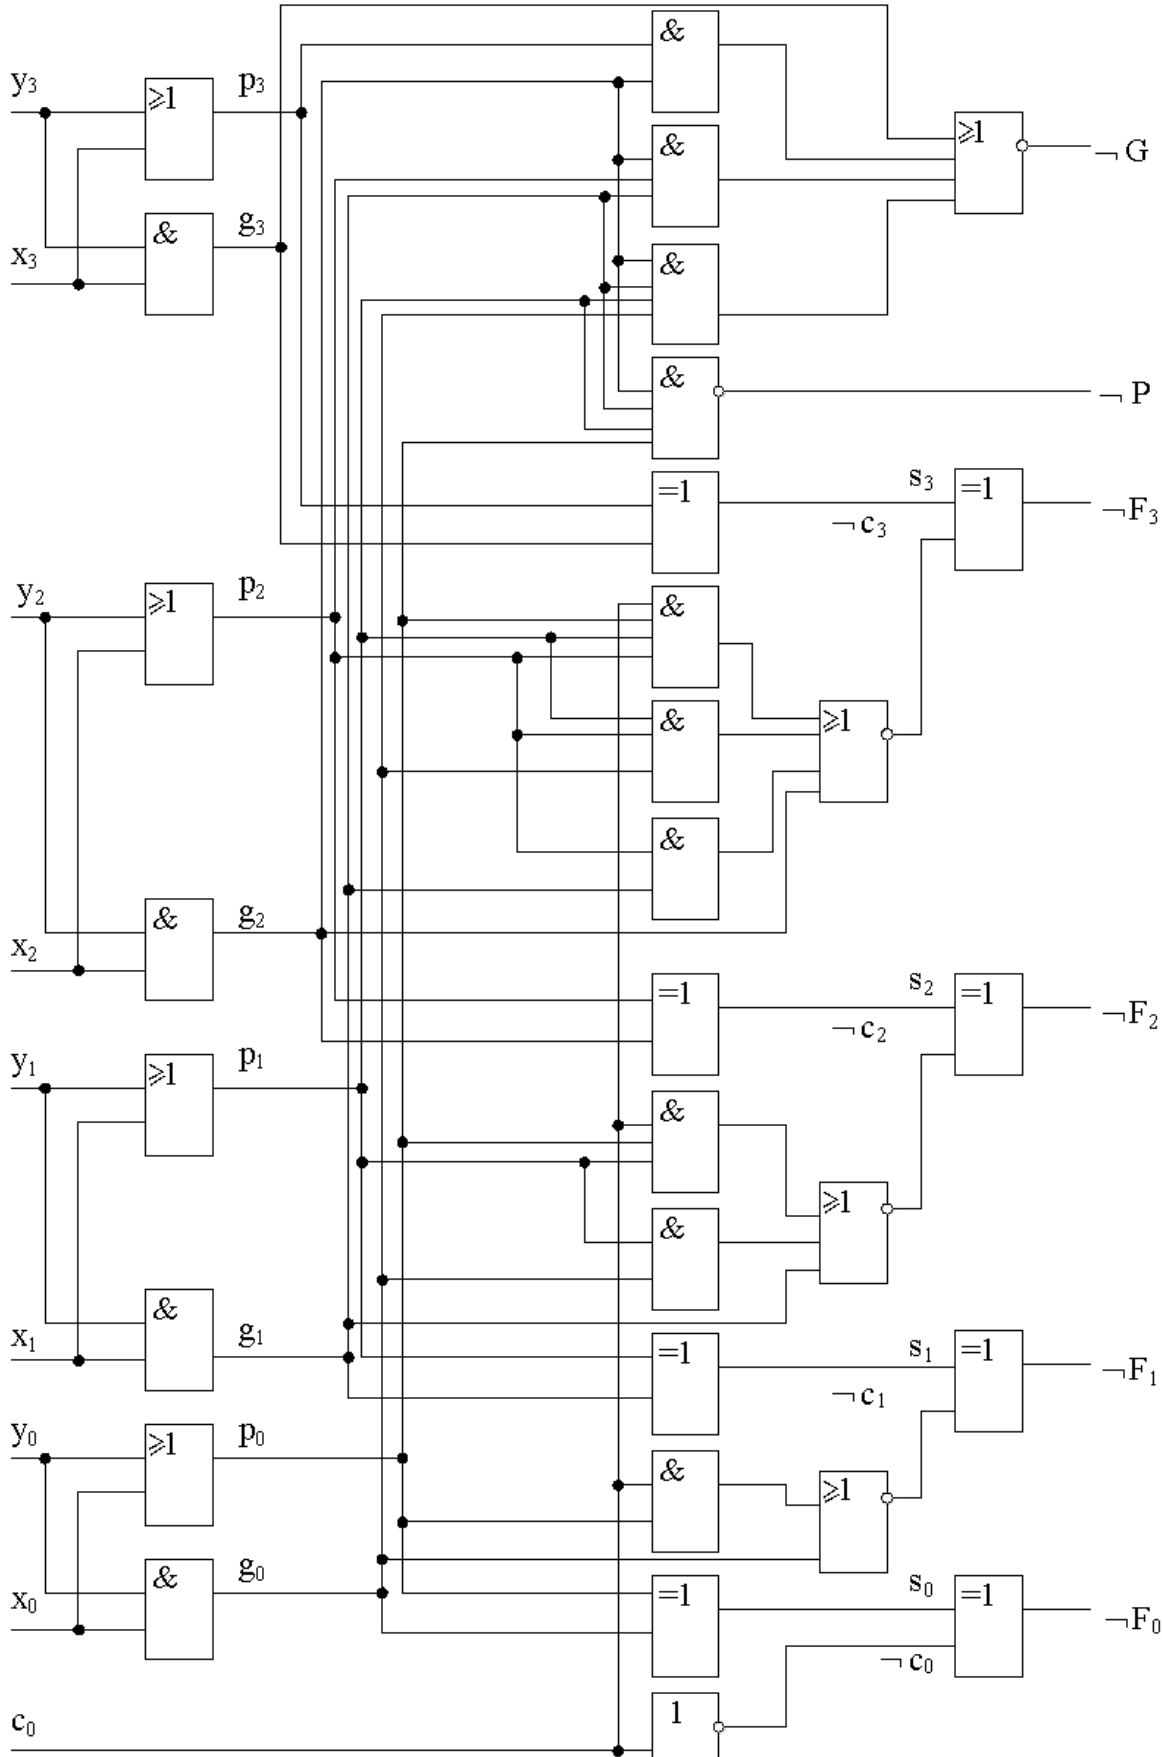 &
y₃ ⩾1 p₃
⩾1 ¬ G
&
& g₃
x₃
&
& ¬ P
=1 s₃ =1 ¬F₃
¬c₃
y₂ ⩾1 p₂ &
& ⩾1
&
& g₂
x₂
=1 s₂ =1 ¬F₂
¬c₂
y₁ ⩾1 p₁
&
⩾1
&
&
x₁ g₁
=1 s₁ =1 ¬F₁
¬c₁
y₀ ⩾1 p₀
& ⩾1
& g₀
x₀ =1 s₀ =1 ¬F₀
¬c₀
c₀ 1